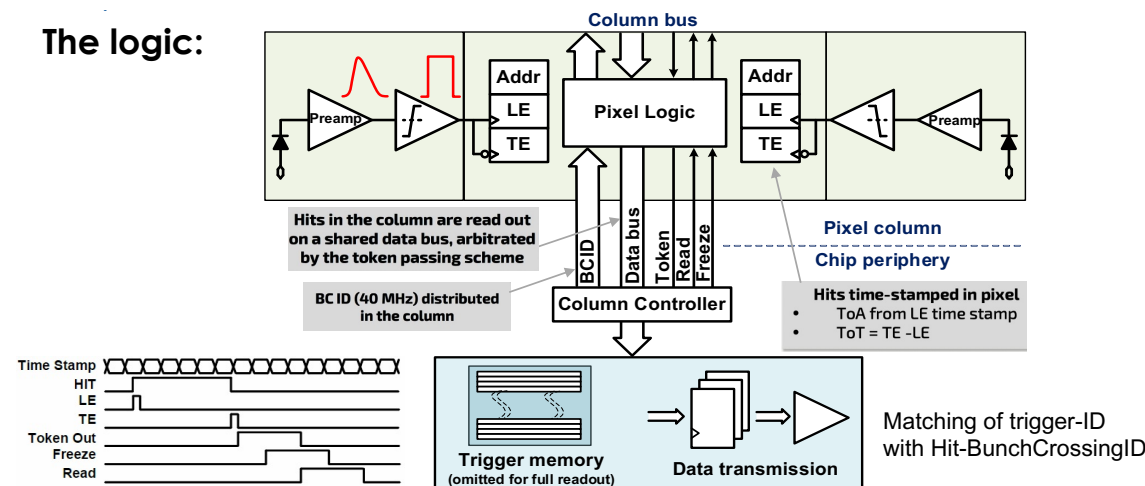 The logic:
Column bus
Preamp
Addr
LE
TE
Pixel Logic
Addr
LE
TE
Preamp
Hits in the column are read out
on a shared data bus, arbitrated
by the token passing scheme
BC ID (40 MHz) distributed
in the column
BCID
Data bus
Token
Read
Freeze
Column Controller
Pixel column
Chip periphery
Hits time-stamped in pixel
• ToA from LE time stamp
• ToT = TE -LE
Time Stamp
HIT
LE
TE
Token Out
Freeze
Read
Trigger memory
(omitted for full readout)
Data transmission
Matching of trigger-ID
with Hit-BunchCrossingID